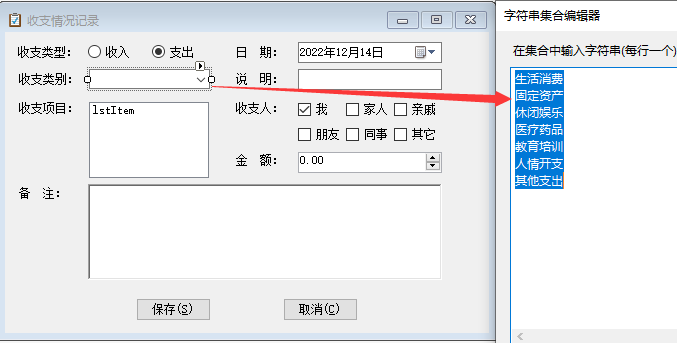 收支情况记录
收支类型: 收入 支出 日 期: 2022年12月14日
收支类别: 说 明:
收支项目: lstItem 收支人: 我 家人 亲戚
朋友 同事 其它
金 额: 0.00
备 注:
保存(S) 取消(C)
字符串集合编辑器
在集合中输入字符串(每行一个)
生活消费
固定资产
休闭娱乐
医疗药品
教育培训
人情开支
其他支出